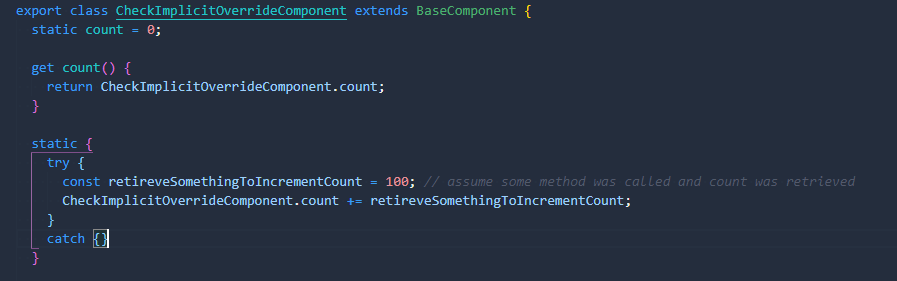 export class CheckImplicitOverrideComponent extends BaseComponent {
static count = 0;
get count() {
return CheckImplicitOverrideComponent.count;
}
static {
try {
const retireveSomethingToIncrementCount = 100; // assume some method was called and count was retrieved
CheckImplicitOverrideComponent.count += retireveSomethingToIncrementCount;
}
catch {}
}